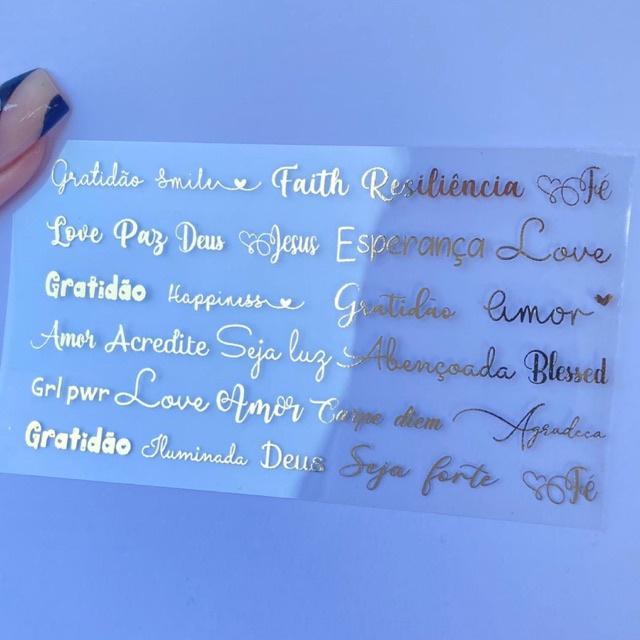 Gratidão Smile Faith Resiliência Fé
Love Paz Deus Jesus Esperança Love
Gratidão Happiness Gratidão Amor
Amor Acredite Seja luz Abençoada Blessed
Grl pwr Love Amor Carpe diem Agradeça
Gratidão Iluminada Deus Seja forte Fé